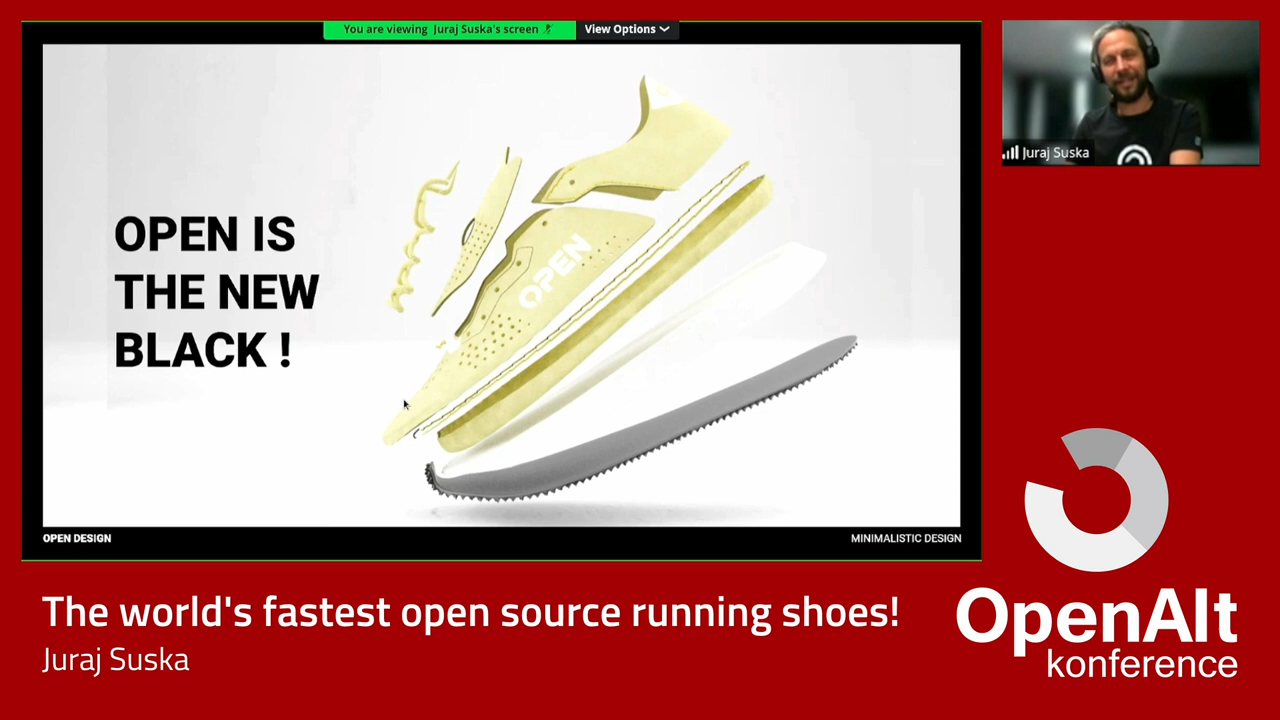 You are viewing Juraj Suska's screen
View Options
OPEN IS
THE NEW
BLACK !
OPEN
OPEN DESIGN
MINIMALISTIC DESIGN
Juraj Suska
The world's fastest open source running shoes!
Juraj Suska
OpenAlt
konference